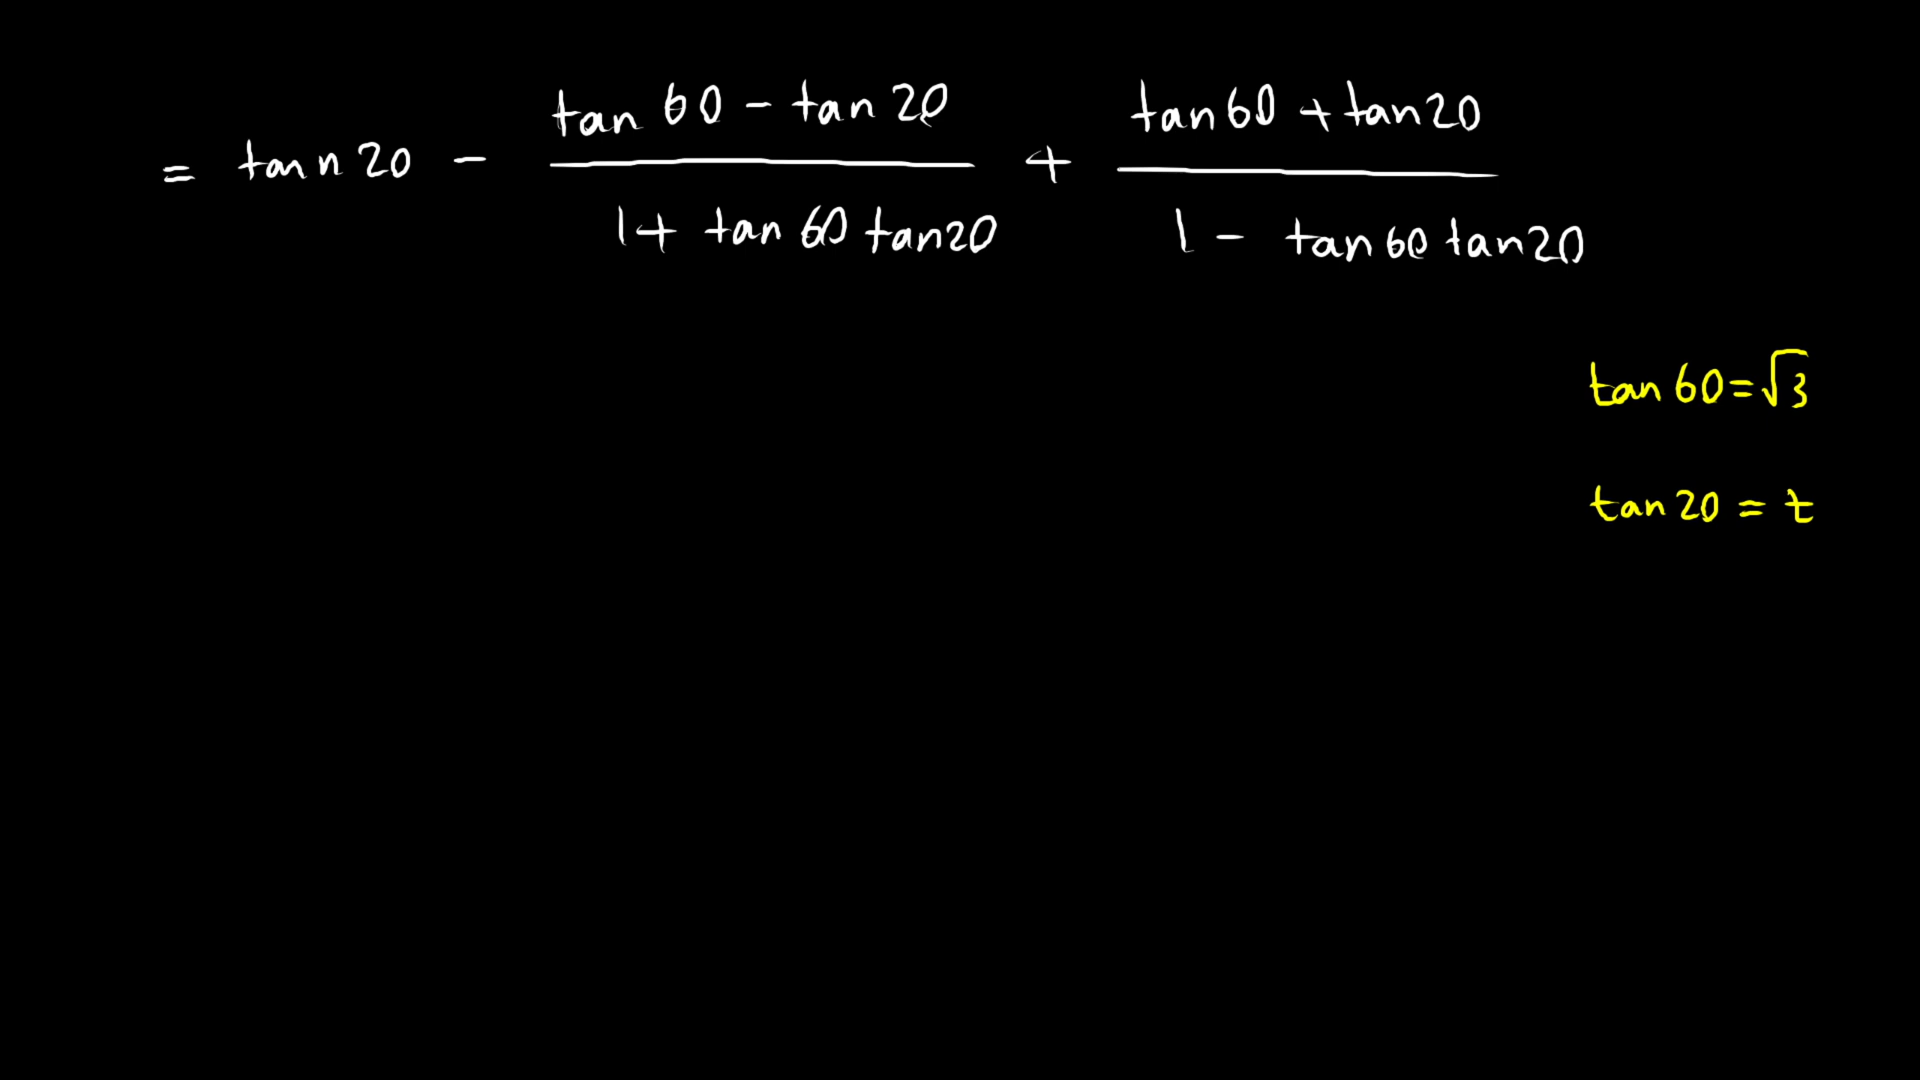 = tan n 20 - (tan 60 - tan 20)/(1 + tan 60 tan 20) + (tan 60 + tan 20)/(1 - tan 60 tan 20)
tan 60 = √3
tan 20 = t